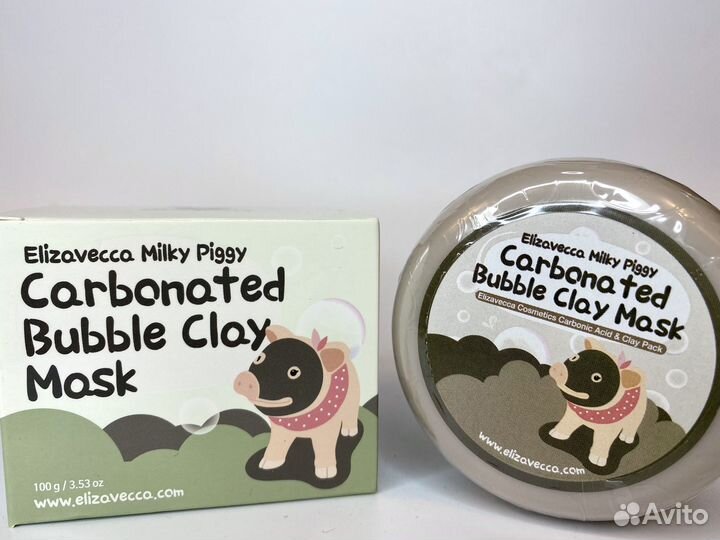 Elizavecca Milky Piggy
Carbonated
Bubble Clay
Mask
100 g / 3.53 oz
www.elizavecca.com
Elizavecca Milky Piggy
Carbonated
Bubble Clay Mask
Elizavecca Cosmetics Carbonic Acid & Clay Pack
www.elizavecca.com
Avito